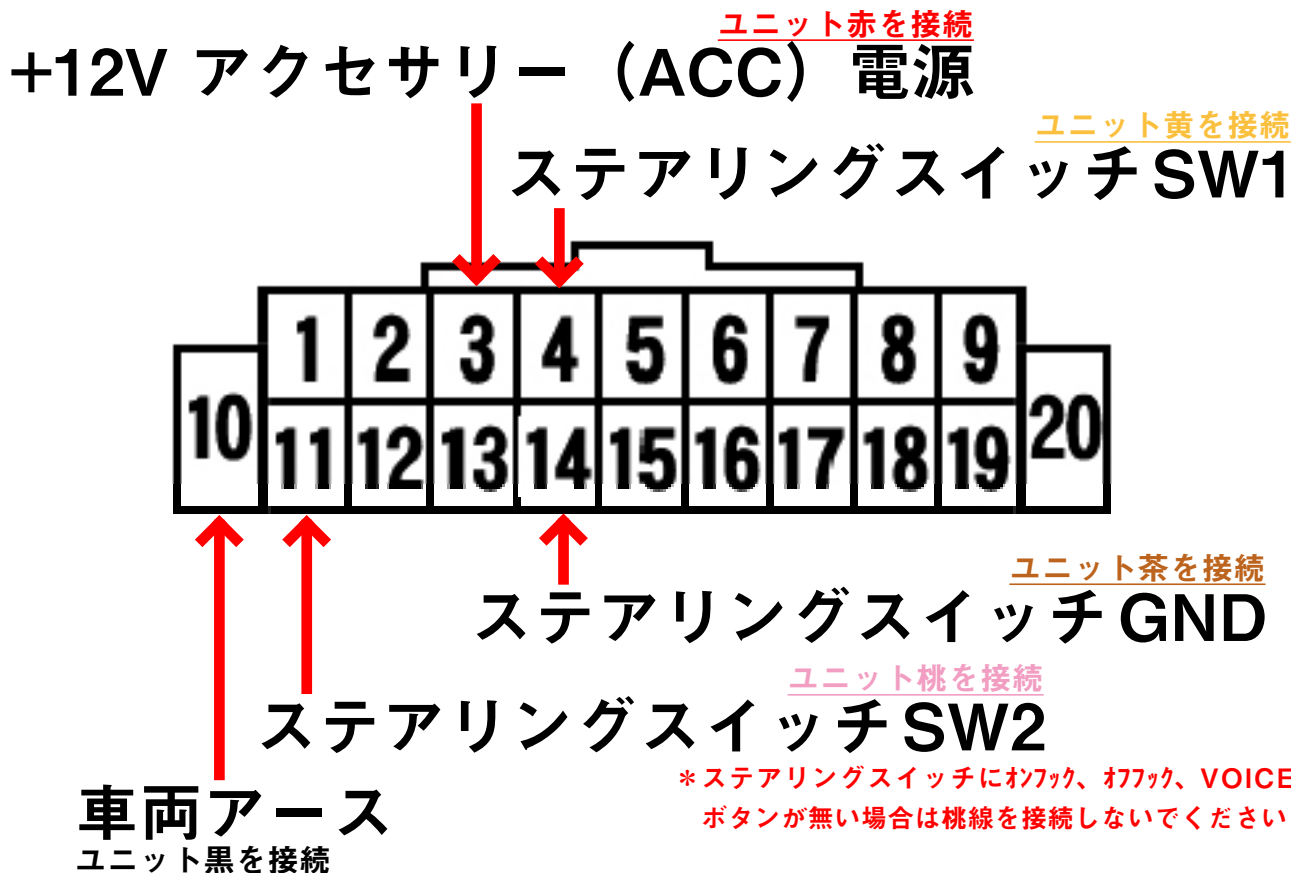 ユニット赤を接続
+12V アクセサリー（ACC）電源
ユニット黄を接続
ステアリングスイッチSW1
1 2 3 4 5 6 7 8 9
10 20
11 12 13 14 15 16 17 18 19
ユニット茶を接続
ステアリングスイッチGND
ユニット桃を接続
ステアリングスイッチSW2
＊ステアリングスイッチにｵﾝﾌｯｸ、ｵﾌﾌｯｸ、VOICE
ボタンが無い場合は桃線を接続しないでください
車両アース
ユニット黒を接続